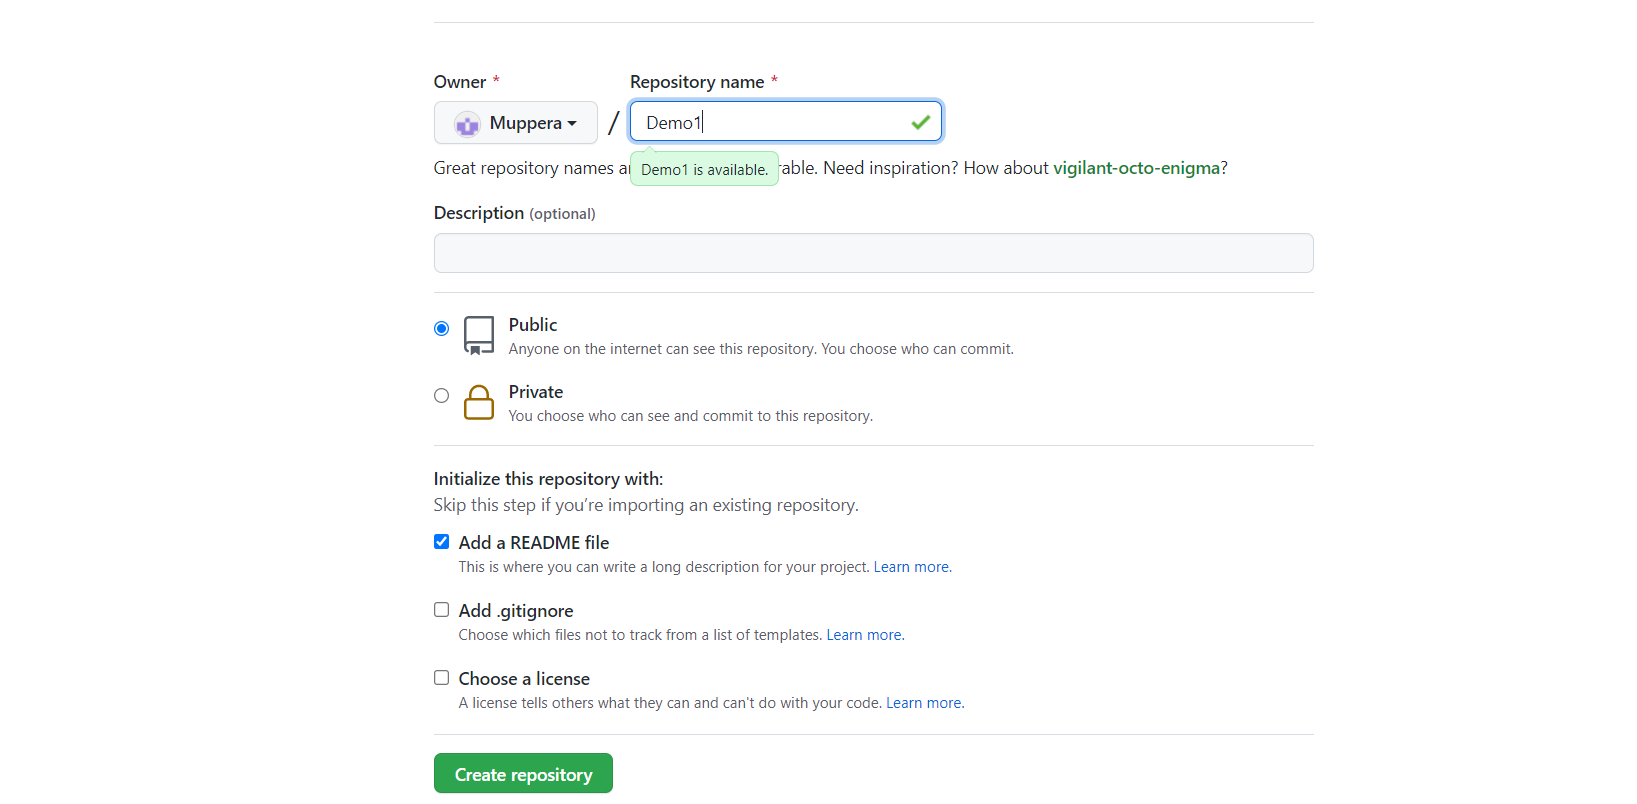 Owner * Repository name *
Muppera / Demo1
Great repository names a rable. Need inspiration? How about vigilant-octo-enigma?
Demo1 is available.
Description (optional)
Public
Anyone on the internet can see this repository. You choose who can commit.
Private
You choose who can see and commit to this repository.
Initialize this repository with:
Skip this step if you’re importing an existing repository.
Add a README file
This is where you can write a long description for your project. Learn more.
Add .gitignore
Choose which files not to track from a list of templates. Learn more.
Choose a license
A license tells others what they can and can't do with your code. Learn more.
Create repository